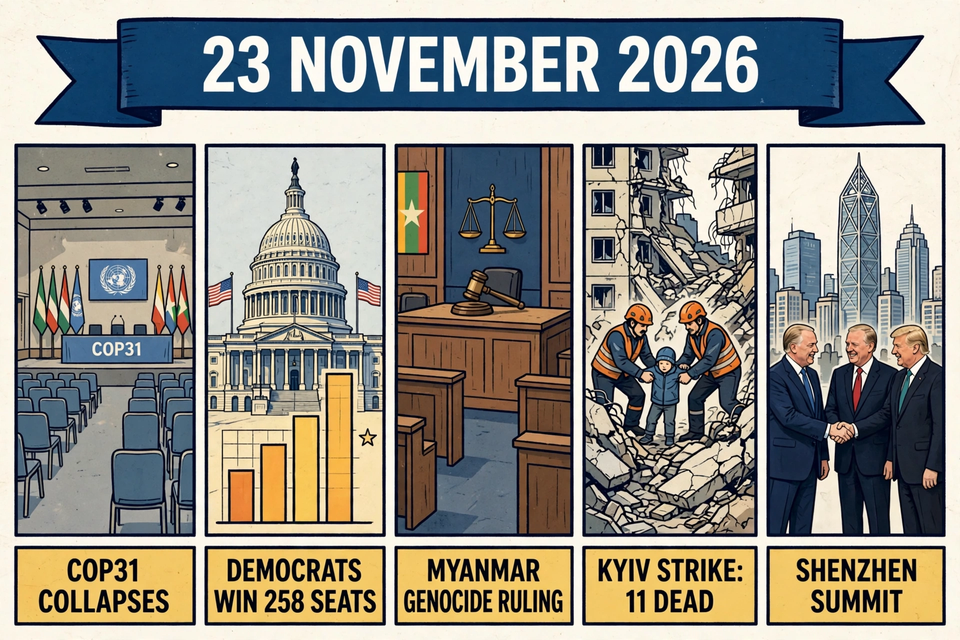 23 NOVEMBER 2026
COP31
COP31
COLLAPSES
DEMOCRATS
WIN 258 SEATS
MYANMAR
GENOCIDE RULING
KYIV STRIKE:
11 DEAD
SHENZHEN
SUMMIT